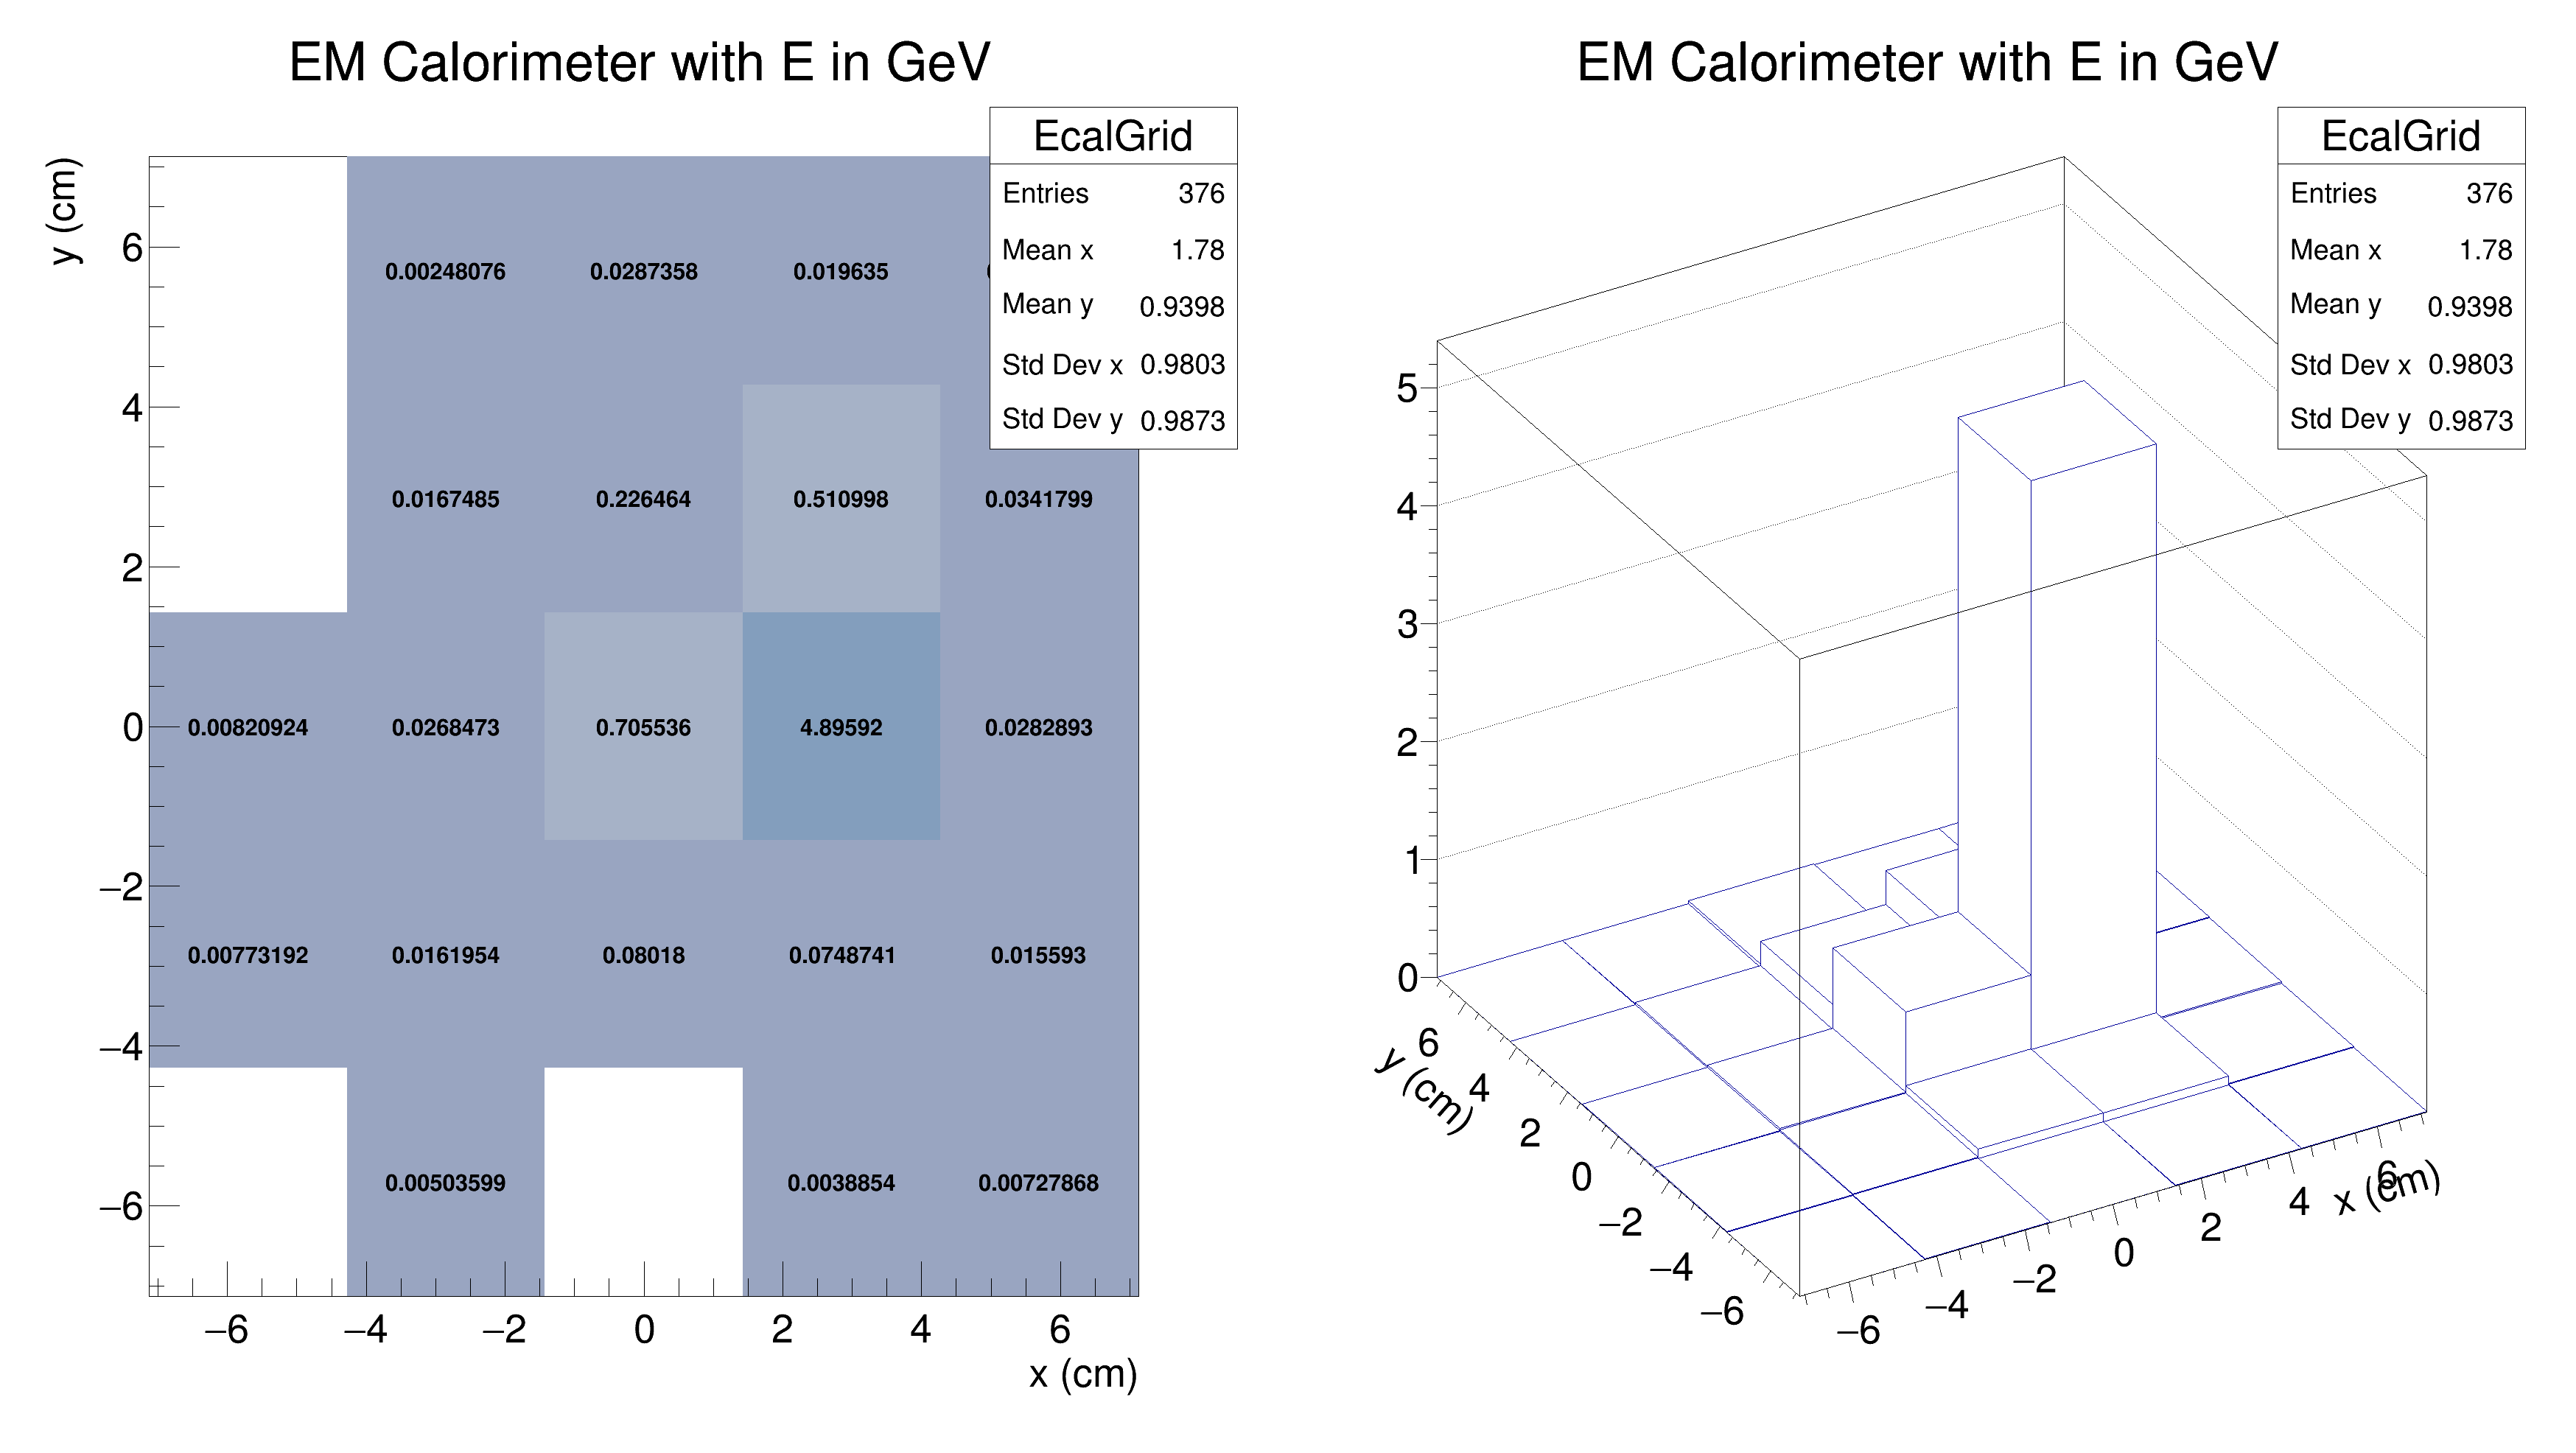 EM Calorimeter with E in GeV
EcalGrid
Entries 376
Mean x 1.78
Mean y 0.9398
Std Dev x 0.9803
Std Dev y 0.9873
y (cm)
6
4
2
0
−2
−4
−6
0.00248076 0.0287358 0.019635
0.0167485 0.226464 0.510998 0.0341799
0.00820924 0.0268473 0.705536 4.89592 0.0282893
0.00773192 0.0161954 0.08018 0.0748741 0.015593
0.00503599 0.0038854 0.00727868
−6 −4 −2 0 2 4 6
x (cm)
EM Calorimeter with E in GeV
EcalGrid
Entries 376
Mean x 1.78
Mean y 0.9398
Std Dev x 0.9803
Std Dev y 0.9873
5
4
3
2
1
0
y (cm)
6
4
2
0
−2
−4
−6
−6
−4
−2
0
2
4
6
x (cm)